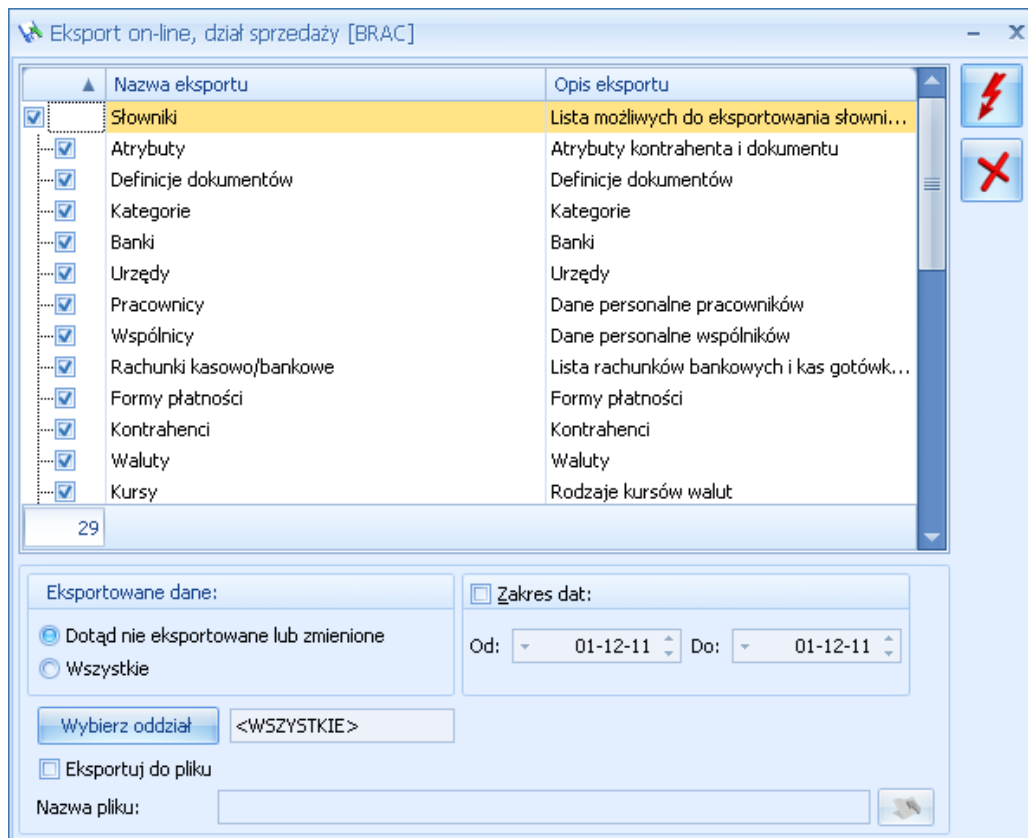 Eksport on-line, dział sprzedaży [BRAC]
Nazwa eksportu Opis eksportu
Słowniki Lista możliwych do eksportowania słowni...
Atrybuty Atrybuty kontrahenta i dokumentu
Definicje dokumentów Definicje dokumentów
Kategorie Kategorie
Banki Banki
Urzędy Urzędy
Pracownicy Dane personalne pracowników
Wspólnicy Dane personalne wspólników
Rachunki kasowo/bankowe Lista rachunków bankowych i kas gotówk...
Formy płatności Formy płatności
Kontrahenci Kontrahenci
Waluty Waluty
Kursy Rodzaje kursów walut
29
Eksportowane dane: Zakres dat:
Dotąd nie eksportowane lub zmienione
Od: 01-12-11 Do: 01-12-11
Wszystkie
Wybierz oddział <WSZYSTKIE>
Eksportuj do pliku
Nazwa pliku: